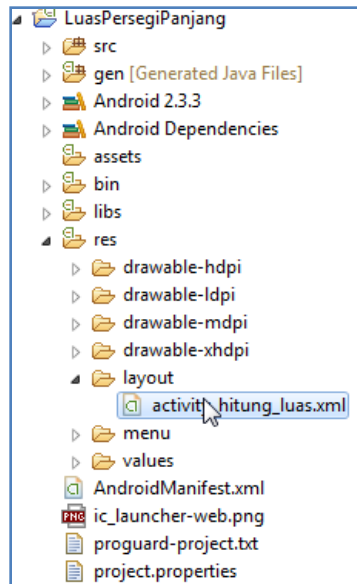 LuasPersegiPanjang
src
gen [Generated Java Files]
Android 2.3.3
Android Dependencies
assets
bin
libs
res
drawable-hdpi
drawable-ldpi
drawable-mdpi
drawable-xhdpi
layout
activity_hitung_luas.xml
menu
values
AndroidManifest.xml
PNG ic_launcher-web.png
proguard-project.txt
project.properties